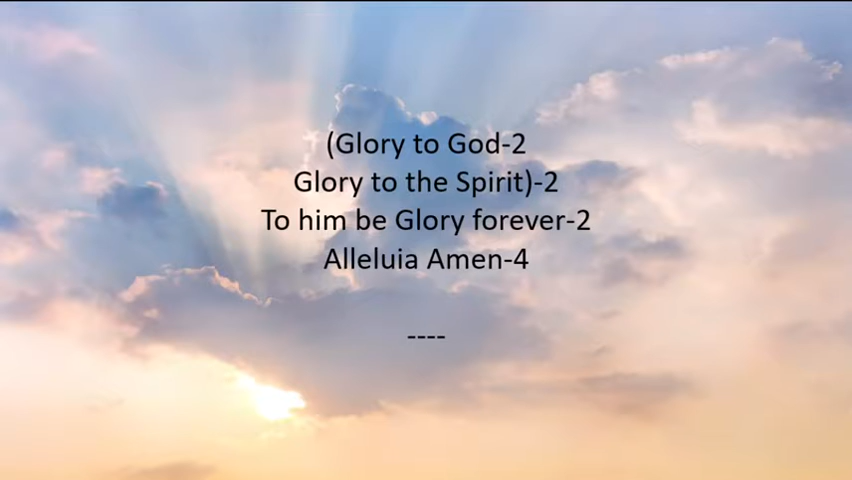 (Glory to God-2
Glory to the Spirit)-2
To him be Glory forever-2
Alleluia Amen-4
----